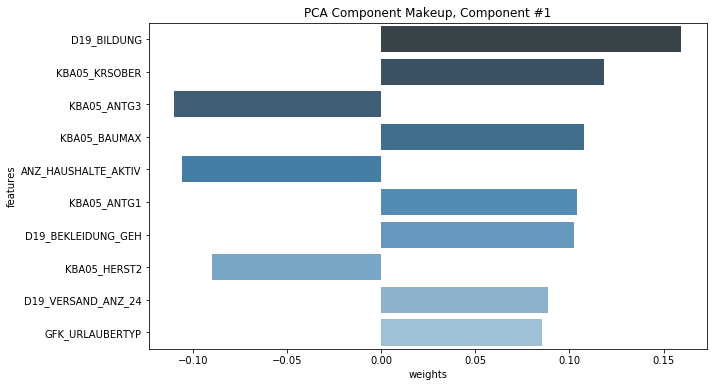 PCA Component Makeup, Component #1
features
D19_BILDUNG
KBA05_KRSOBER
KBA05_ANTG3
KBA05_BAUMAX
ANZ_HAUSHALTE_AKTIV
KBA05_ANTG1
D19_BEKLEIDUNG_GEH
KBA05_HERST2
D19_VERSAND_ANZ_24
GFK_URLAUBERTYP
−0.10 −0.05 0.00 0.05 0.10 0.15
weights